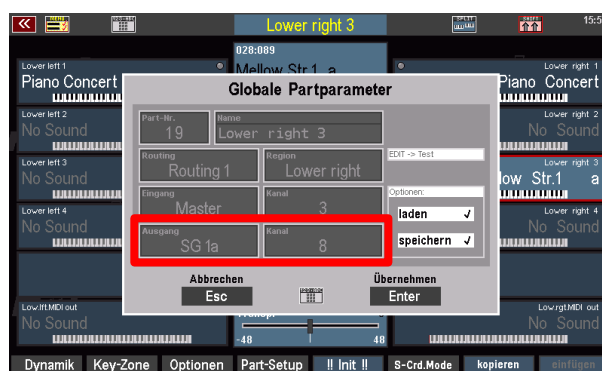 MENU
Lower right 3
SPLIT
SHIFT
15:5
028:089
Mellow Str.1 a
Lower left 1
Piano Concert
Lower right 1
Piano Concert
Globale Partparameter
Lower left 2
No Sound
Lower right 2
No Sound
Part-Nr.
19
Name
Lower right 3
Lower left 3
No Sound
Lower right 3
low Str.1 a
Routing
Routing 1
Region
Lower right
EDIT -> Test
Eingang
Master
Kanal
3
Optionen:
laden
speichern
Lower left 4
No Sound
Lower right 4
No Sound
Ausgang
SG 1a
Kanal
8
Abbrechen
Esc
Übernehmen
Enter
Low.lft.MIDI out
No Sound
Low.rgt.MIDI out
No Sound
-48
48
Dynamik
Key-Zone
Optionen
Part-Setup
!! Init !!
S-Crd.Mode
kopieren
einfügen